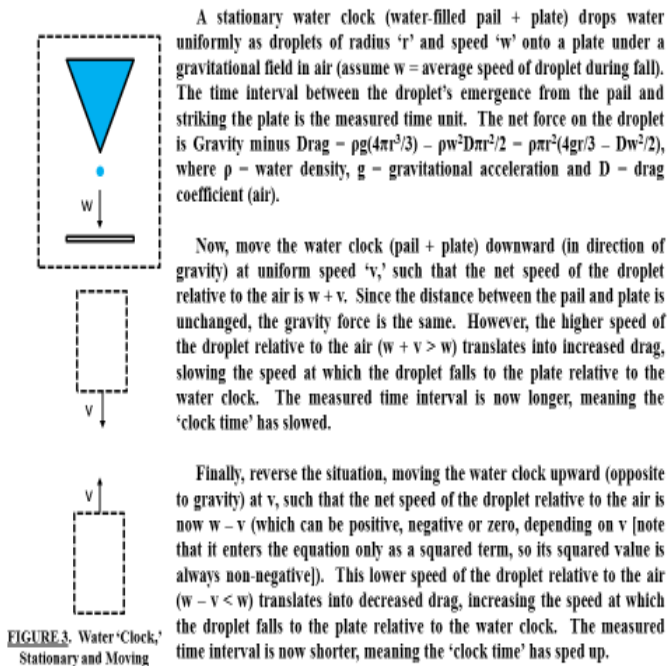 A stationary water clock (water-filled pail + plate) drops water
uniformly as droplets of radius ‘r’ and speed ‘w’ onto a plate under a
gravitational field in air (assume w = average speed of droplet during fall).
The time interval between the droplet’s emergence from the pail and
striking the plate is the measured time unit. The net force on the droplet
is Gravity minus Drag = ρg(4πr³/3) – ρw²Dπr²/2 = ρπr²(4gr/3 – Dw²/2),
where ρ = water density, g = gravitational acceleration and D = drag
coefficient (air).
w
Now, move the water clock (pail + plate) downward (in direction of
gravity) at uniform speed ‘v,’ such that the net speed of the droplet
relative to the air is w + v. Since the distance between the pail and plate is
unchanged, the gravity force is the same. However, the higher speed of
the droplet relative to the air (w + v > w) translates into increased drag,
slowing the speed at which the droplet falls to the plate relative to the
water clock. The measured time interval is now longer, meaning the
‘clock time’ has slowed.
v
Finally, reverse the situation, moving the water clock upward (opposite
to gravity) at v, such that the net speed of the droplet relative to the air is
now w – v (which can be positive, negative or zero, depending on v [note
that it enters the equation only as a squared term, so its squared value is
always non-negative]). This lower speed of the droplet relative to the air
(w – v < w) translates into decreased drag, increasing the speed at which
the droplet falls to the plate relative to the water clock. The measured
time interval is now shorter, meaning the ‘clock time’ has sped up.
v
FIGURE 3. Water ‘Clock,’
Stationary and Moving